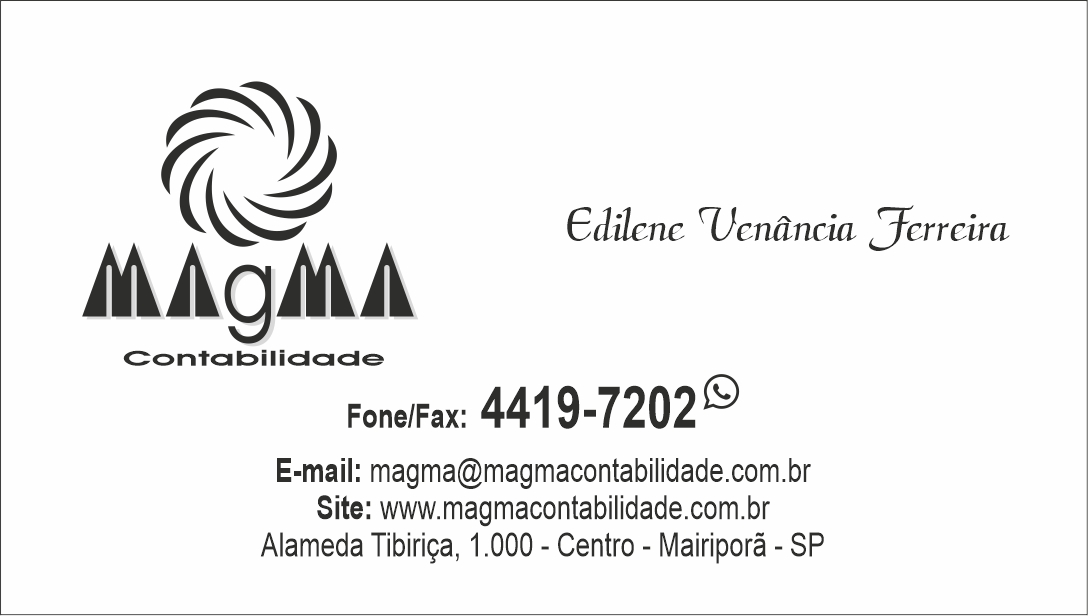 MAgMA
Contabilidade
Edilene Venância Ferreira
Fone/Fax: 4419-7202
E-mail: magma@magmacontabilidade.com.br
Site: www.magmacontabilidade.com.br
Alameda Tibiriça, 1.000 - Centro - Mairiporã - SP